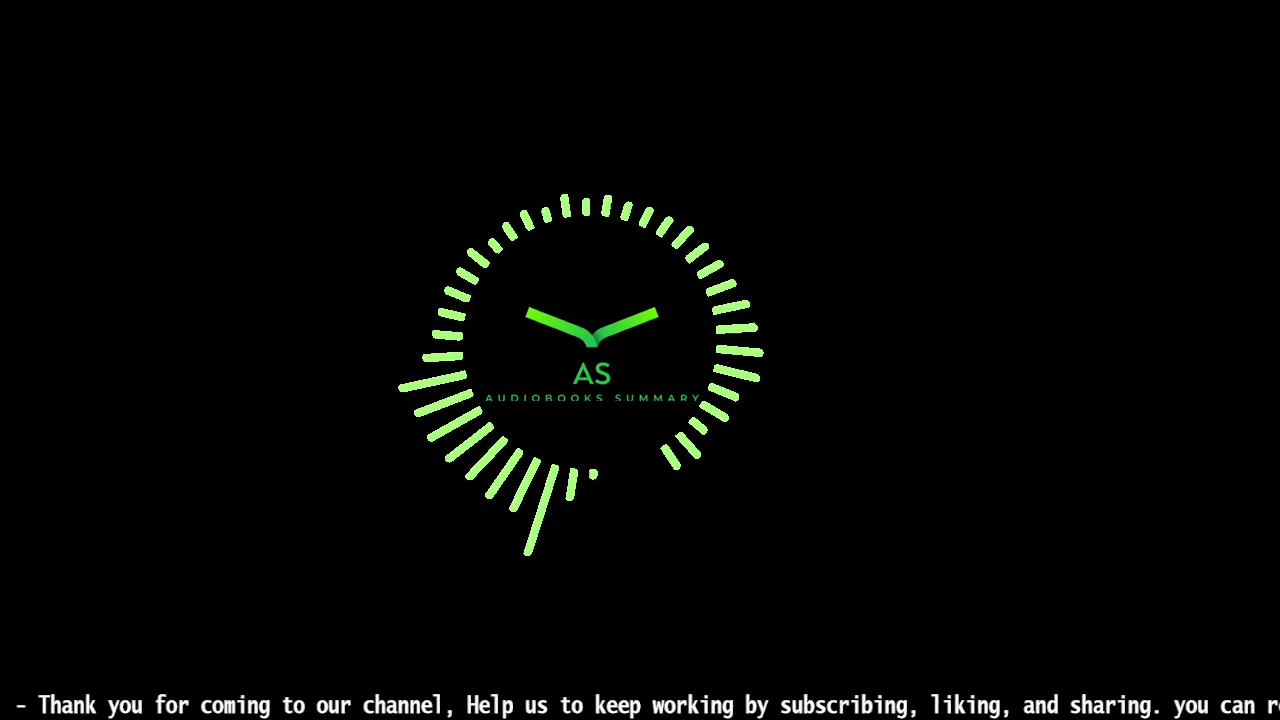 AS
AUDIOBOOKS SUMMARY
- Thank you for coming to our channel, Help us to keep working by subscribing, liking, and sharing. you can